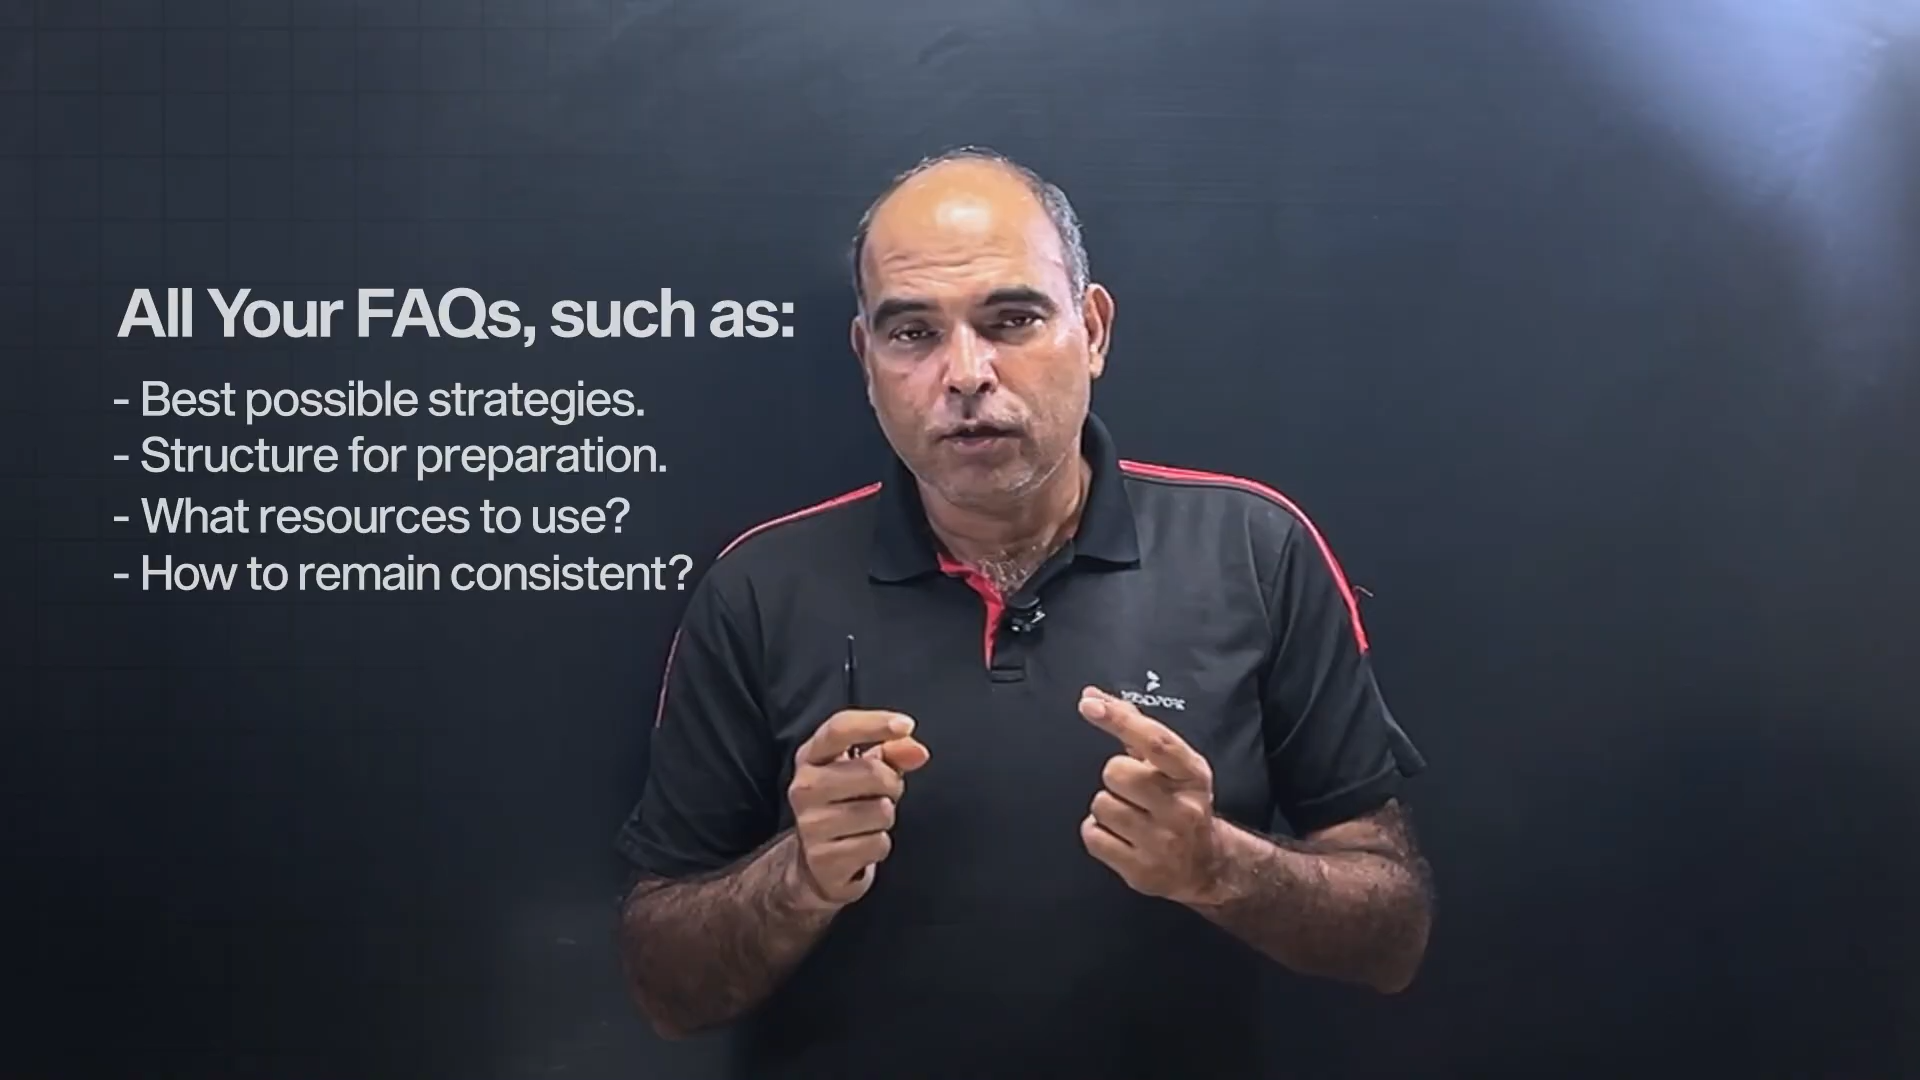 All Your FAQs, such as:
- Best possible strategies.
- Structure for preparation.
- What resources to use?
- How to remain consistent?